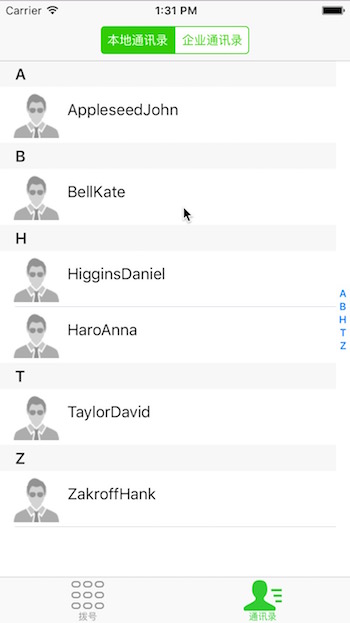 Carrier 1:31 PM
本地通讯录 企业通讯录
A
AppleseedJohn
B
BellKate
H
HigginsDaniel
HaroAnna
T
TaylorDavid
Z
ZakroffHank
A
B
H
T
Z
拨号 通讯录